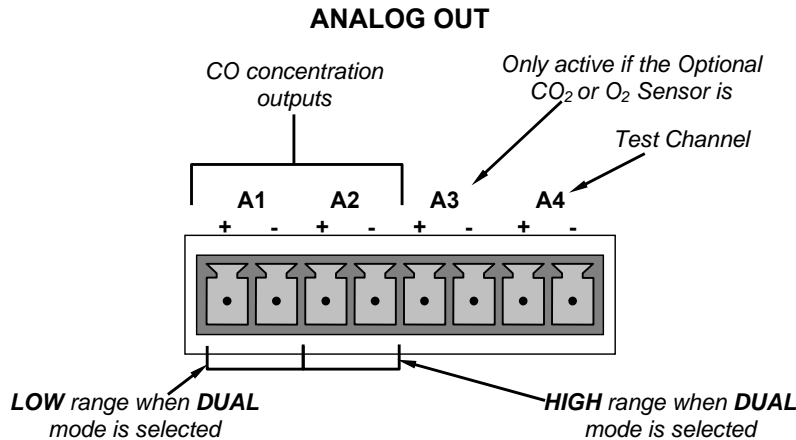 ANALOG OUT
CO concentration
outputs
Only active if the Optional
CO₂ or O₂ Sensor is
Test Channel
A1 A2 A3 A4
+ - + - + - + -
LOW range when DUAL
mode is selected
HIGH range when DUAL
mode is selected